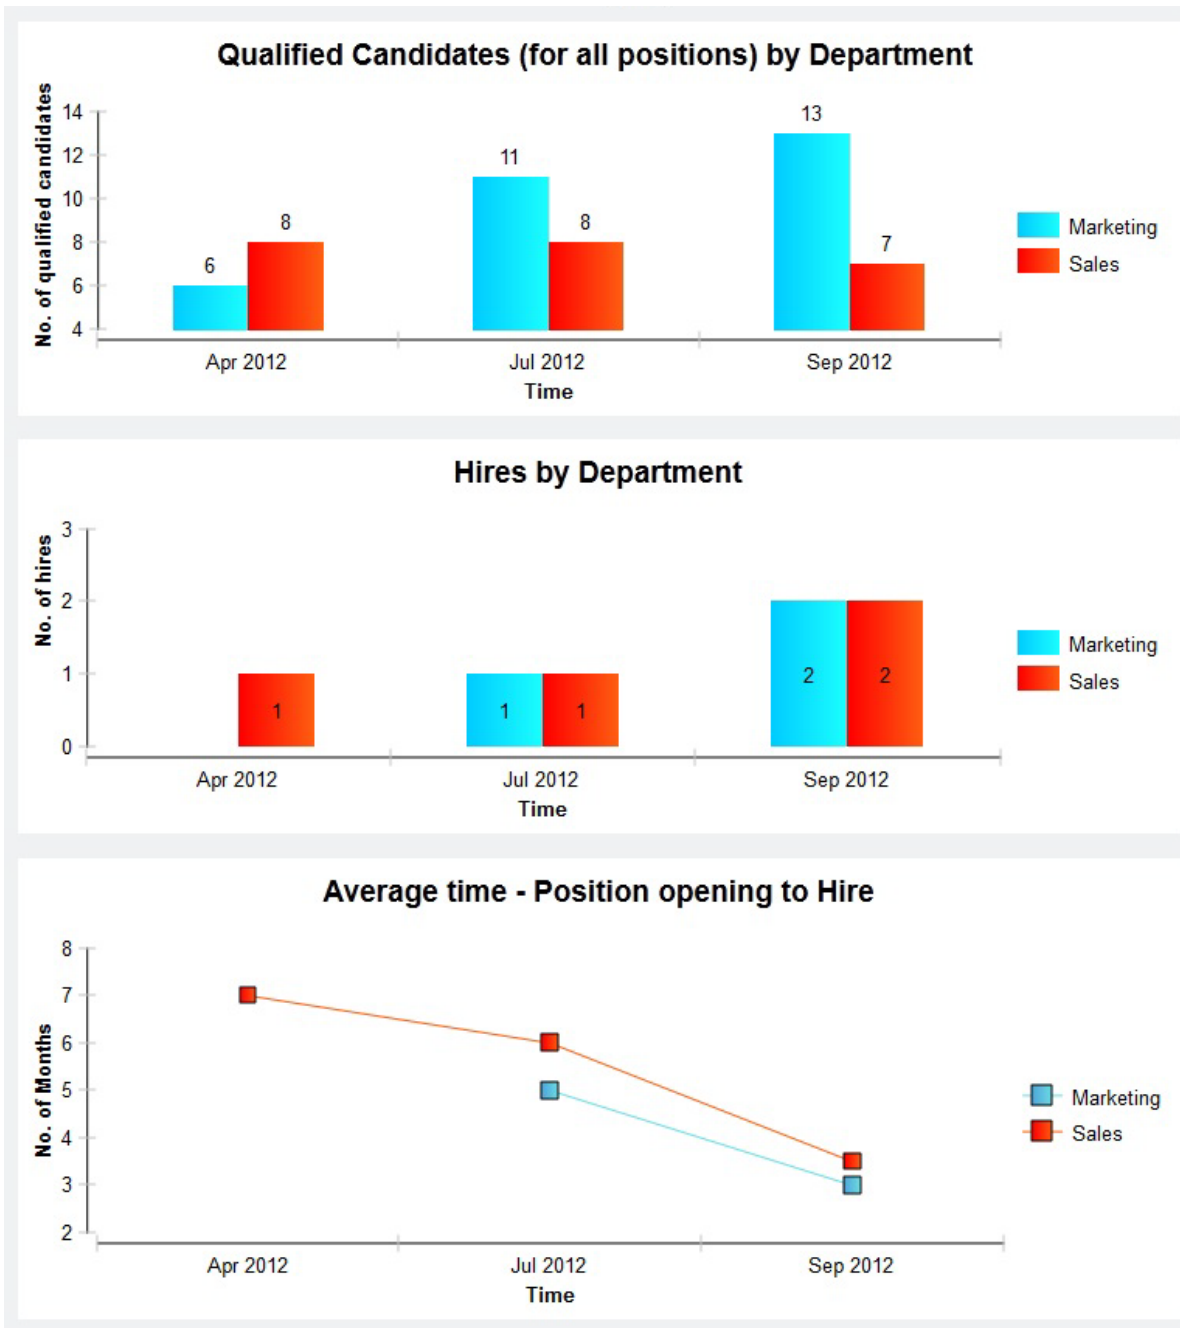 Qualified Candidates (for all positions) by Department
No. of qualified candidates
14
12
10
8
6
4
6
8
11
8
13
7
Marketing
Sales
Apr 2012
Jul 2012
Sep 2012
Time
Hires by Department
No. of hires
3
2
1
0
1
1
1
2
2
Marketing
Sales
Apr 2012
Jul 2012
Sep 2012
Time
Average time - Position opening to Hire
No. of Months
8
7
6
5
4
3
2
Marketing
Sales
Apr 2012
Jul 2012
Sep 2012
Time